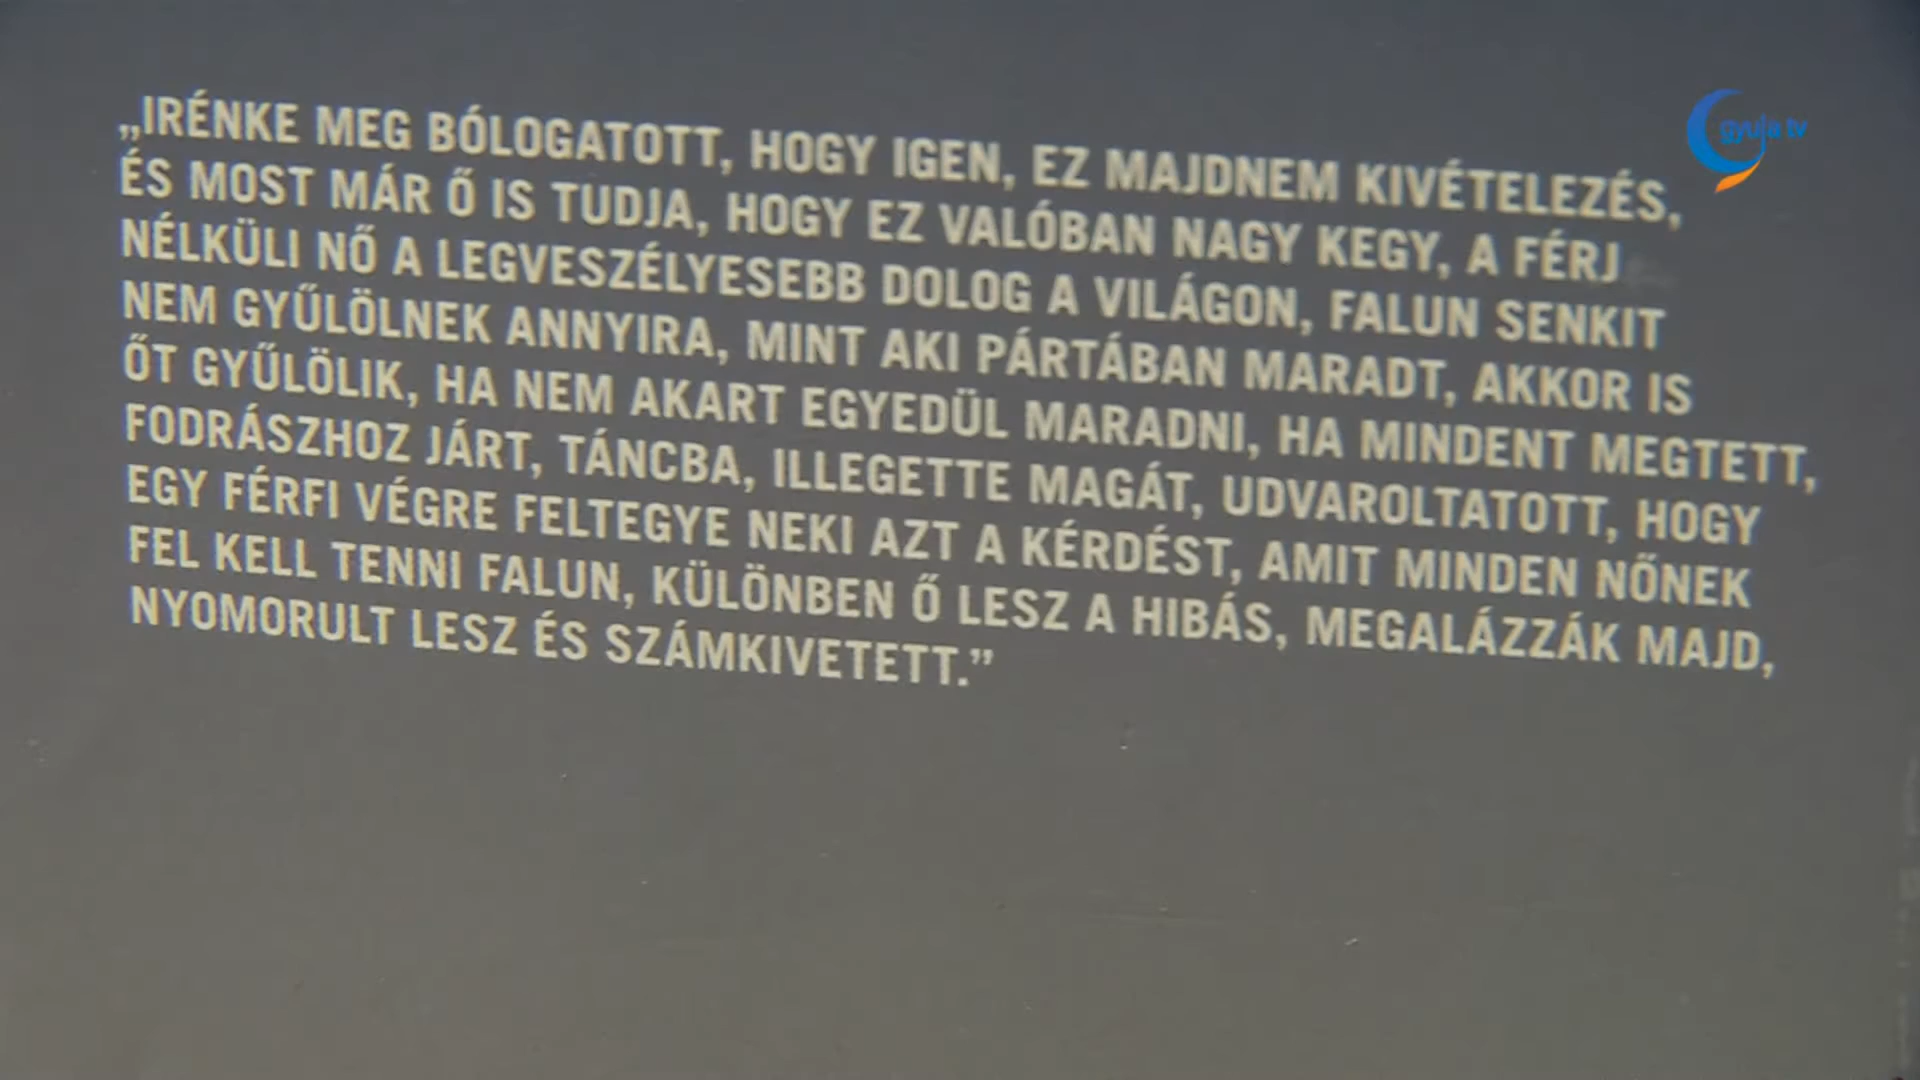 „IRÉNKE MEG BÓLOGATOTT, HOGY IGEN, EZ MAJDNEM KIVÉTELEZÉS,
ÉS MOST MÁR Ő IS TUDJA, HOGY EZ VALÓBAN NAGY KEGY, A FÉRJ
NÉLKÜLI NŐ A LEGVESZÉLYESEBB DOLOG A VILÁGON, FALUN SENKIT
NEM GYŰLÖLNEK ANNYIRA, MINT AKI PÁRTÁBAN MARADT, AKKOR IS
ŐT GYŰLÖLIK, HA NEM AKART EGYEDÜL MARADNI, HA MINDENT MEGTETT,
FODRÁSZHOZ JÁRT, TÁNCBA, ILLEGETTE MAGÁT, UDVAROLTATOTT, HOGY
EGY FÉRFI VÉGRE FELTEGYE NEKI AZT A KÉRDÉST, AMIT MINDEN NŐNEK
FEL KELL TENNI FALUN, KÜLÖNBEN Ő LESZ A HIBÁS, MEGALÁZZÁK MAJD,
NYOMORULT LESZ ÉS SZÁMKIVETETT.”
gyula tv